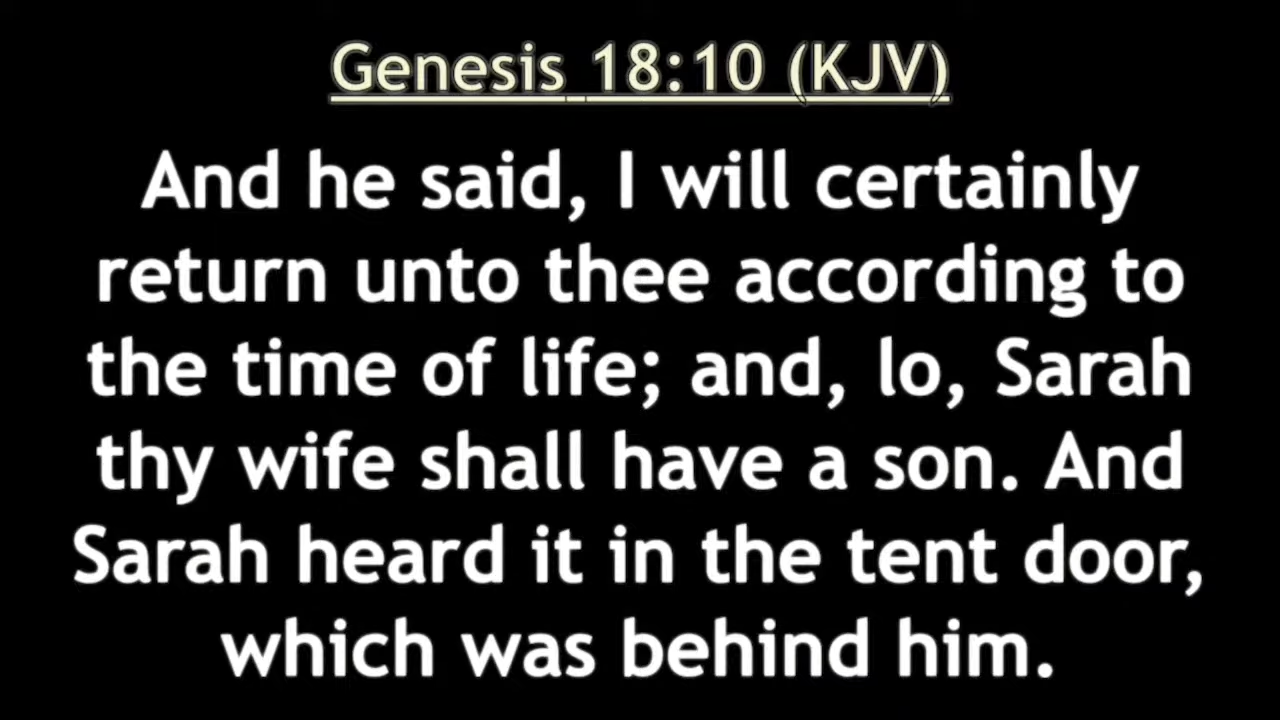 Genesis 18:10 (KJV)
And he said, I will certainly
return unto thee according to
the time of life; and, lo, Sarah
thy wife shall have a son. And
Sarah heard it in the tent door,
which was behind him.